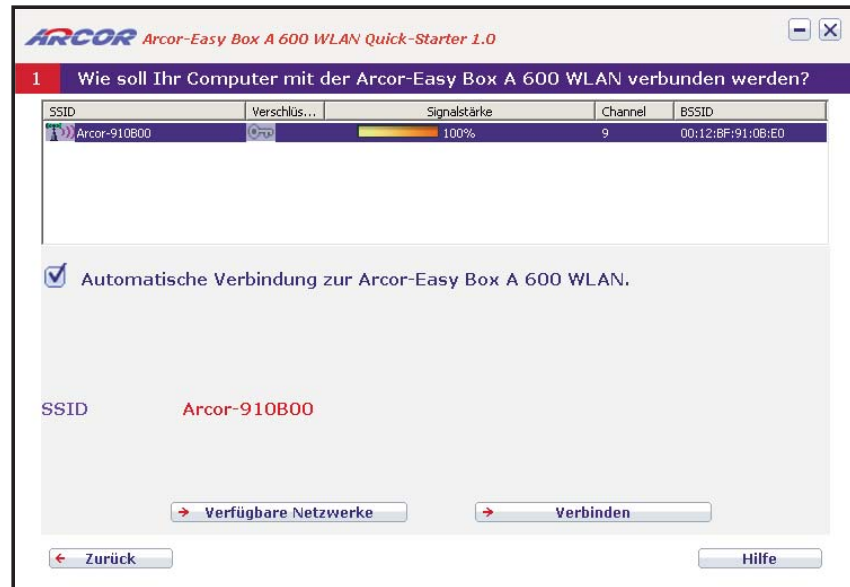 ARCOR Arcor-Easy Box A 600 WLAN Quick-Starter 1.0
1 Wie soll Ihr Computer mit der Arcor-Easy Box A 600 WLAN verbunden werden?
SSID Verschlüs... Signalstärke Channel BSSID
Arcor-910B00 100% 9 00:12:BF:91:0B:E0
Automatische Verbindung zur Arcor-Easy Box A 600 WLAN.
SSID Arcor-910B00
Verfügbare Netzwerke Verbinden
Zurück Hilfe